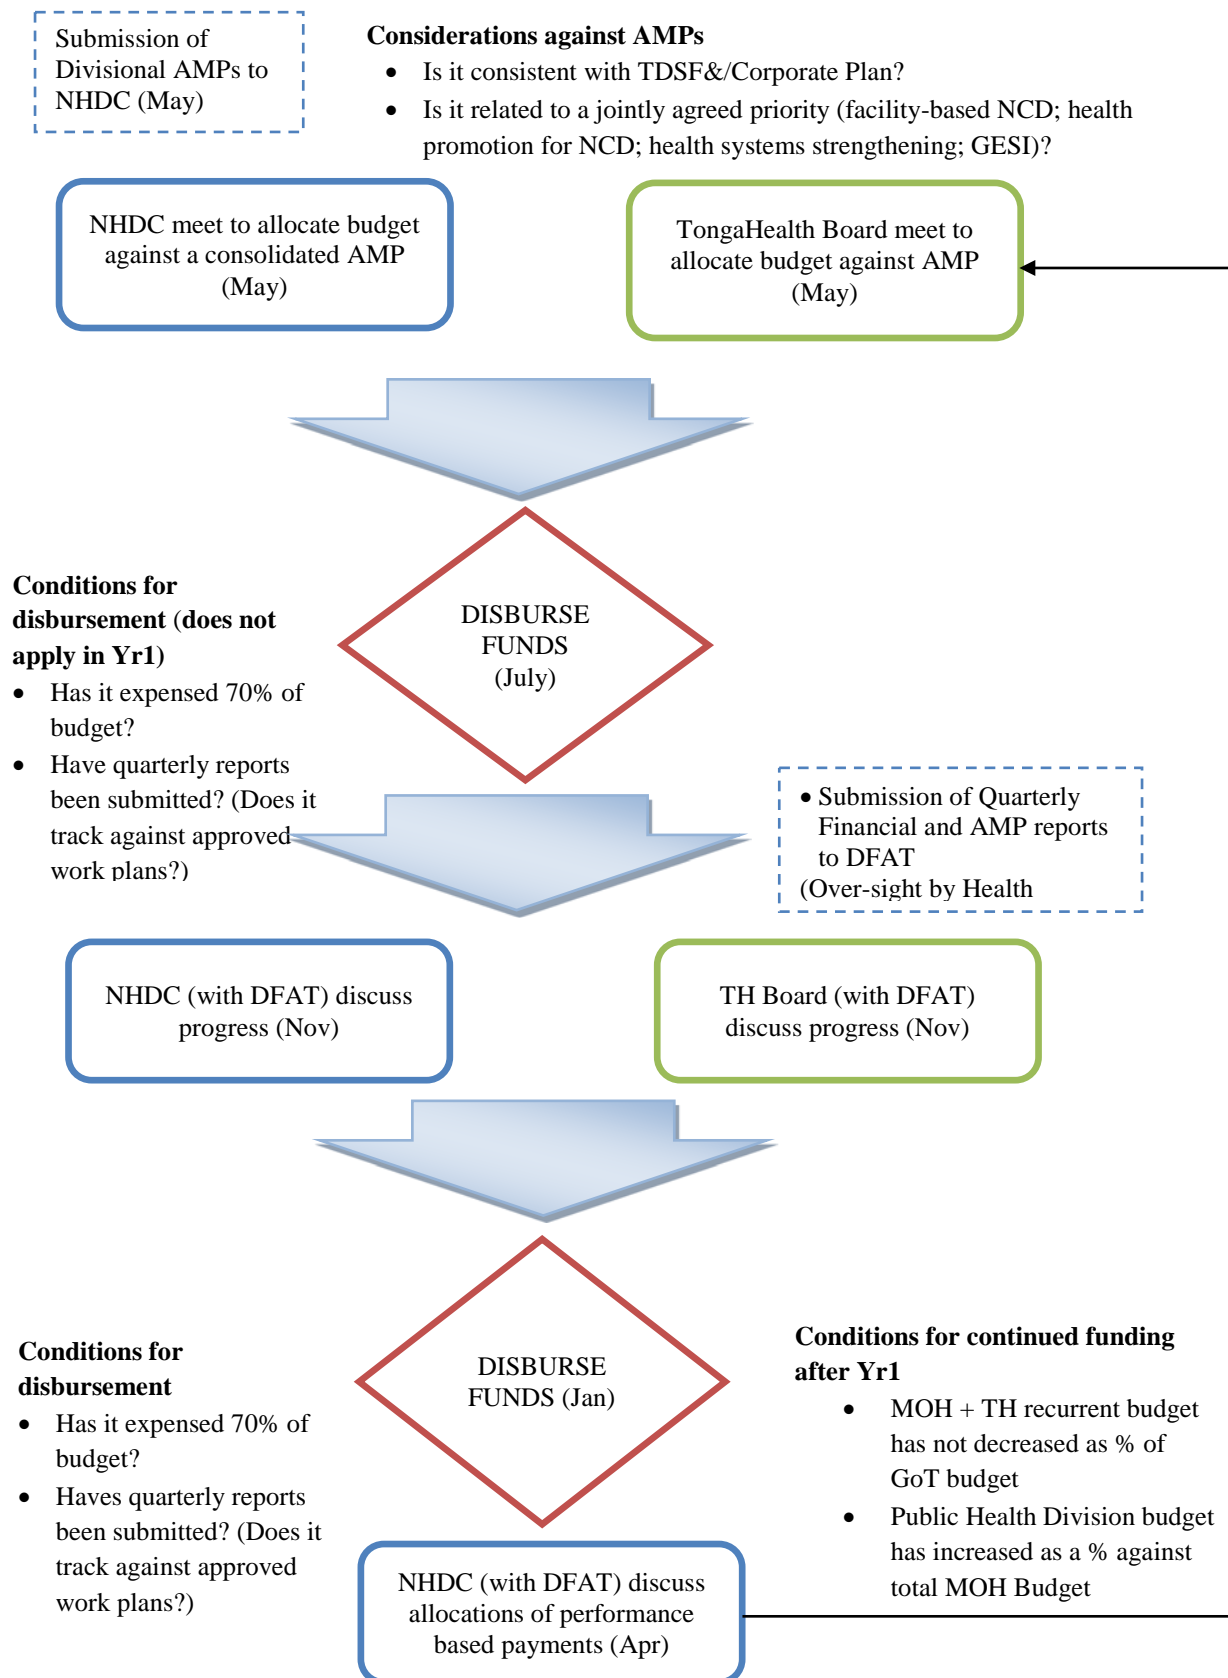 Submission of
Divisional AMPs to
NHDC (May)
Considerations against AMPs
• Is it consistent with TDSF&/Corporate Plan?
• Is it related to a jointly agreed priority (facility-based NCD; health
promotion for NCD; health systems strengthening; GESI)?
NHDC meet to allocate budget
against a consolidated AMP
(May)
TongaHealth Board meet to
allocate budget against AMP
(May)
DISBURSE
FUNDS
(July)
Conditions for
disbursement (does not
apply in Yr1)
• Has it expensed 70% of
budget?
• Have quarterly reports
been submitted? (Does it
track against approved
work plans?)
• Submission of Quarterly
Financial and AMP reports
to DFAT
(Over-sight by Health
NHDC (with DFAT) discuss
progress (Nov)
TH Board (with DFAT)
discuss progress (Nov)
DISBURSE
FUNDS (Jan)
Conditions for
disbursement
• Has it expensed 70% of
budget?
• Haves quarterly reports
been submitted? (Does it
track against approved
work plans?)
Conditions for continued funding
after Yr1
• MOH + TH recurrent budget
has not decreased as % of
GoT budget
• Public Health Division budget
has increased as a % against
total MOH Budget
NHDC (with DFAT) discuss
allocations of performance
based payments (Apr)